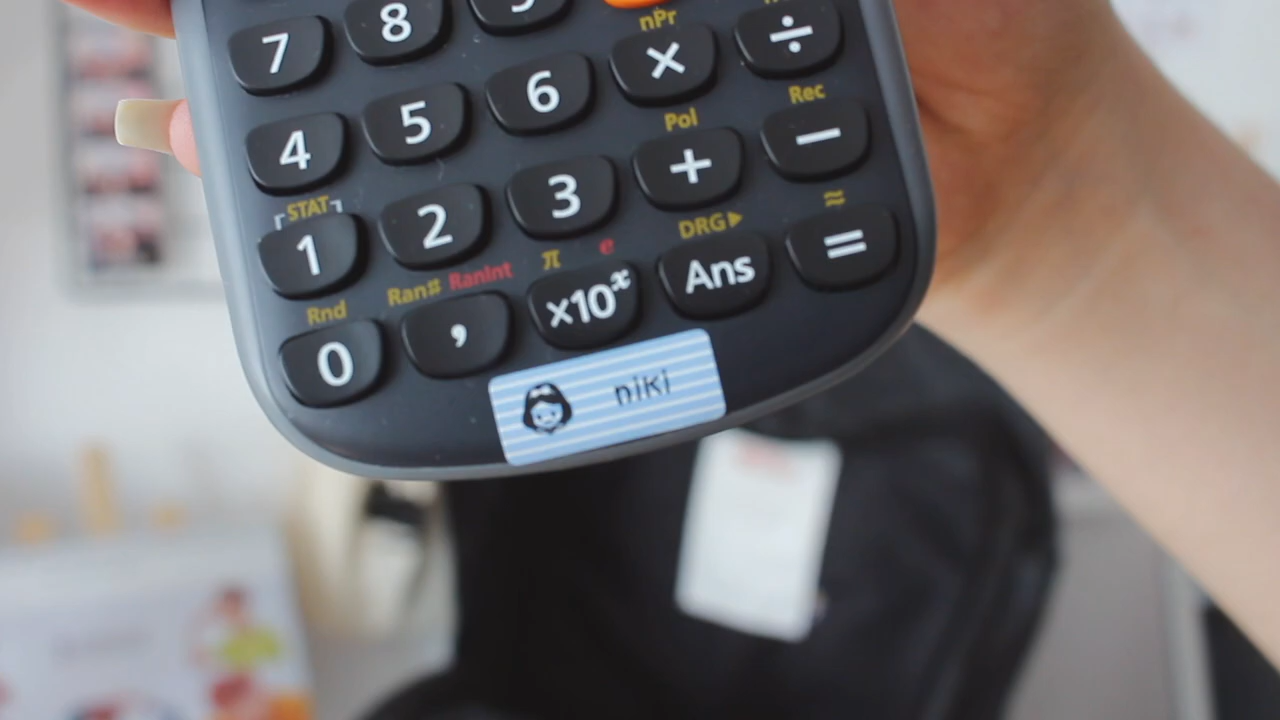 7 8 nPr × ÷
4 5 6 Pol + Rec −
STAT 1 2 3 DRG▶ Ans ≈ =
Rnd 0 Ran# RanInt , π e ×10ˣ
niki